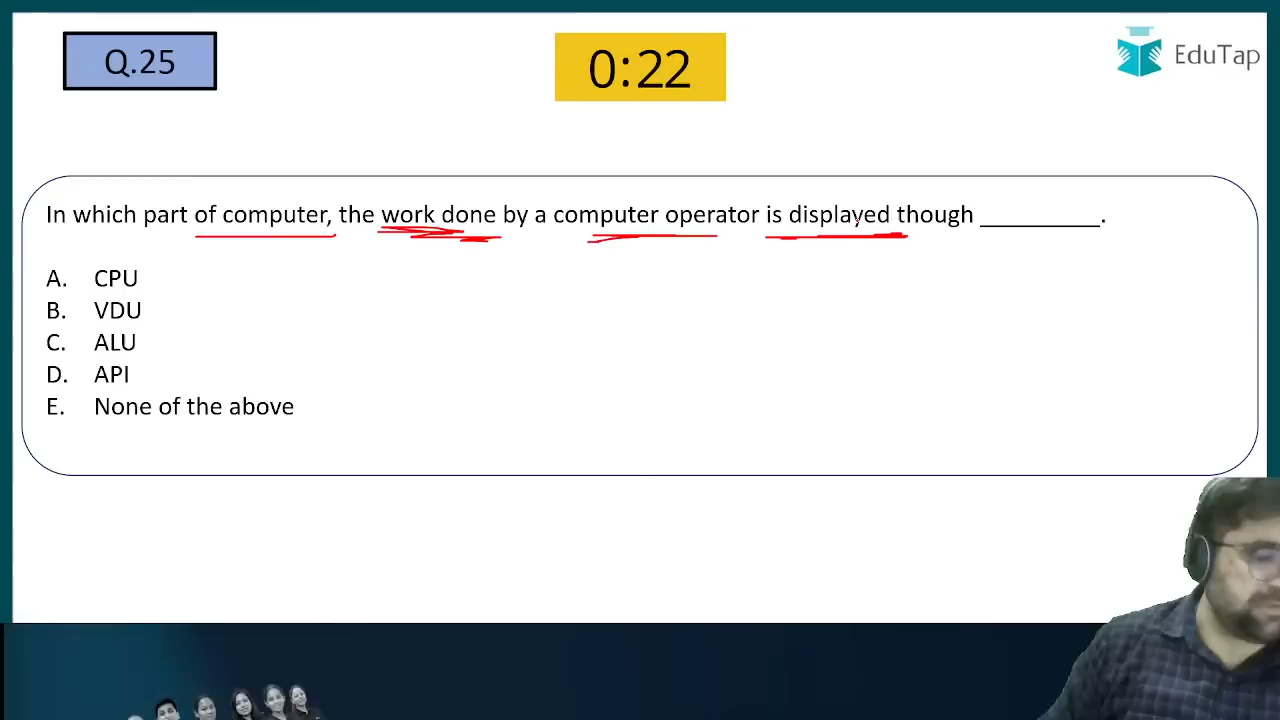 Q.25
0:22
EduTap
In which part of computer, the work done by a computer operator is displayed though __________.
A. CPU
B. VDU
C. ALU
D. API
E. None of the above